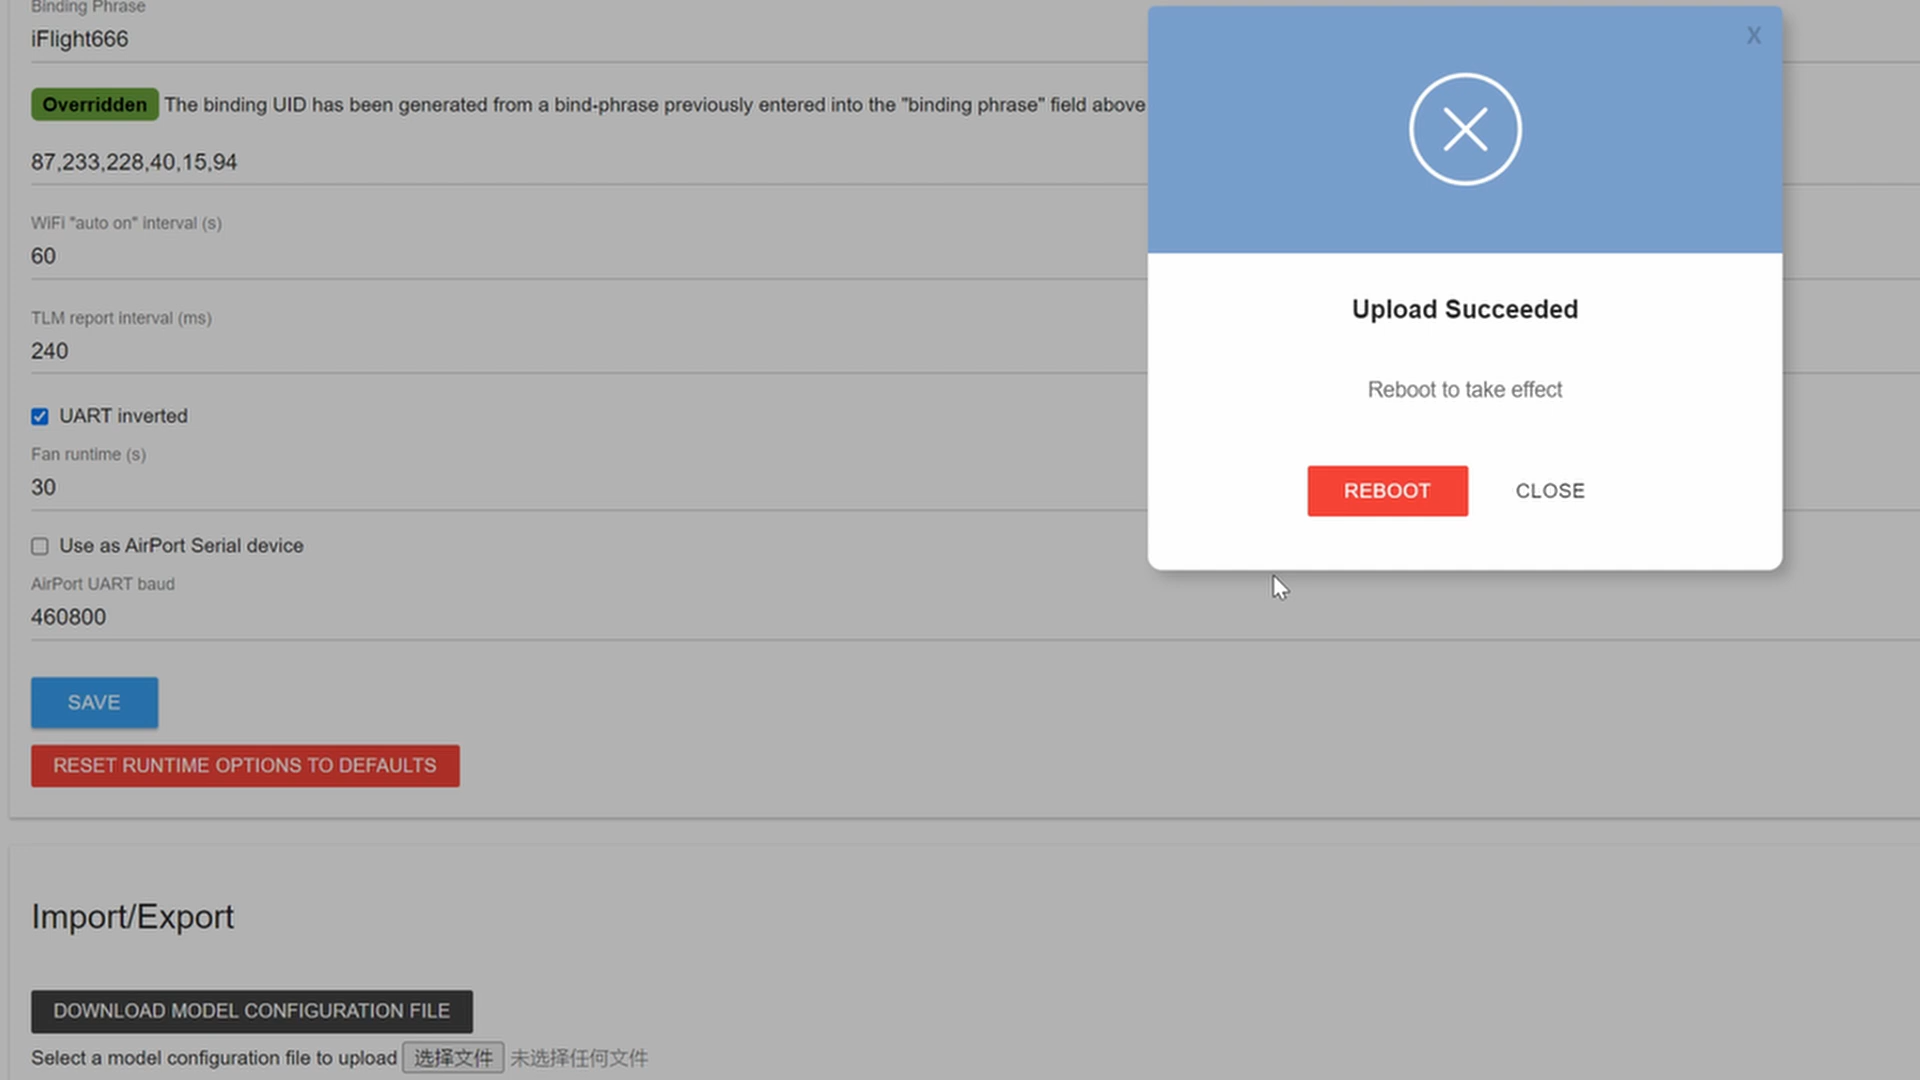 Binding Phrase
iFlight666
Overridden The binding UID has been generated from a bind-phrase previously entered into the "binding phrase" field above
87,233,228,40,15,94
WiFi "auto on" interval (s)
60
TLM report interval (ms)
240
UART inverted
Fan runtime (s)
30
Use as AirPort Serial device
AirPort UART baud
460800
SAVE
RESET RUNTIME OPTIONS TO DEFAULTS
Import/Export
DOWNLOAD MODEL CONFIGURATION FILE
Select a model configuration file to upload 选择文件 未选择任何文件
X
Upload Succeeded
Reboot to take effect
REBOOT CLOSE